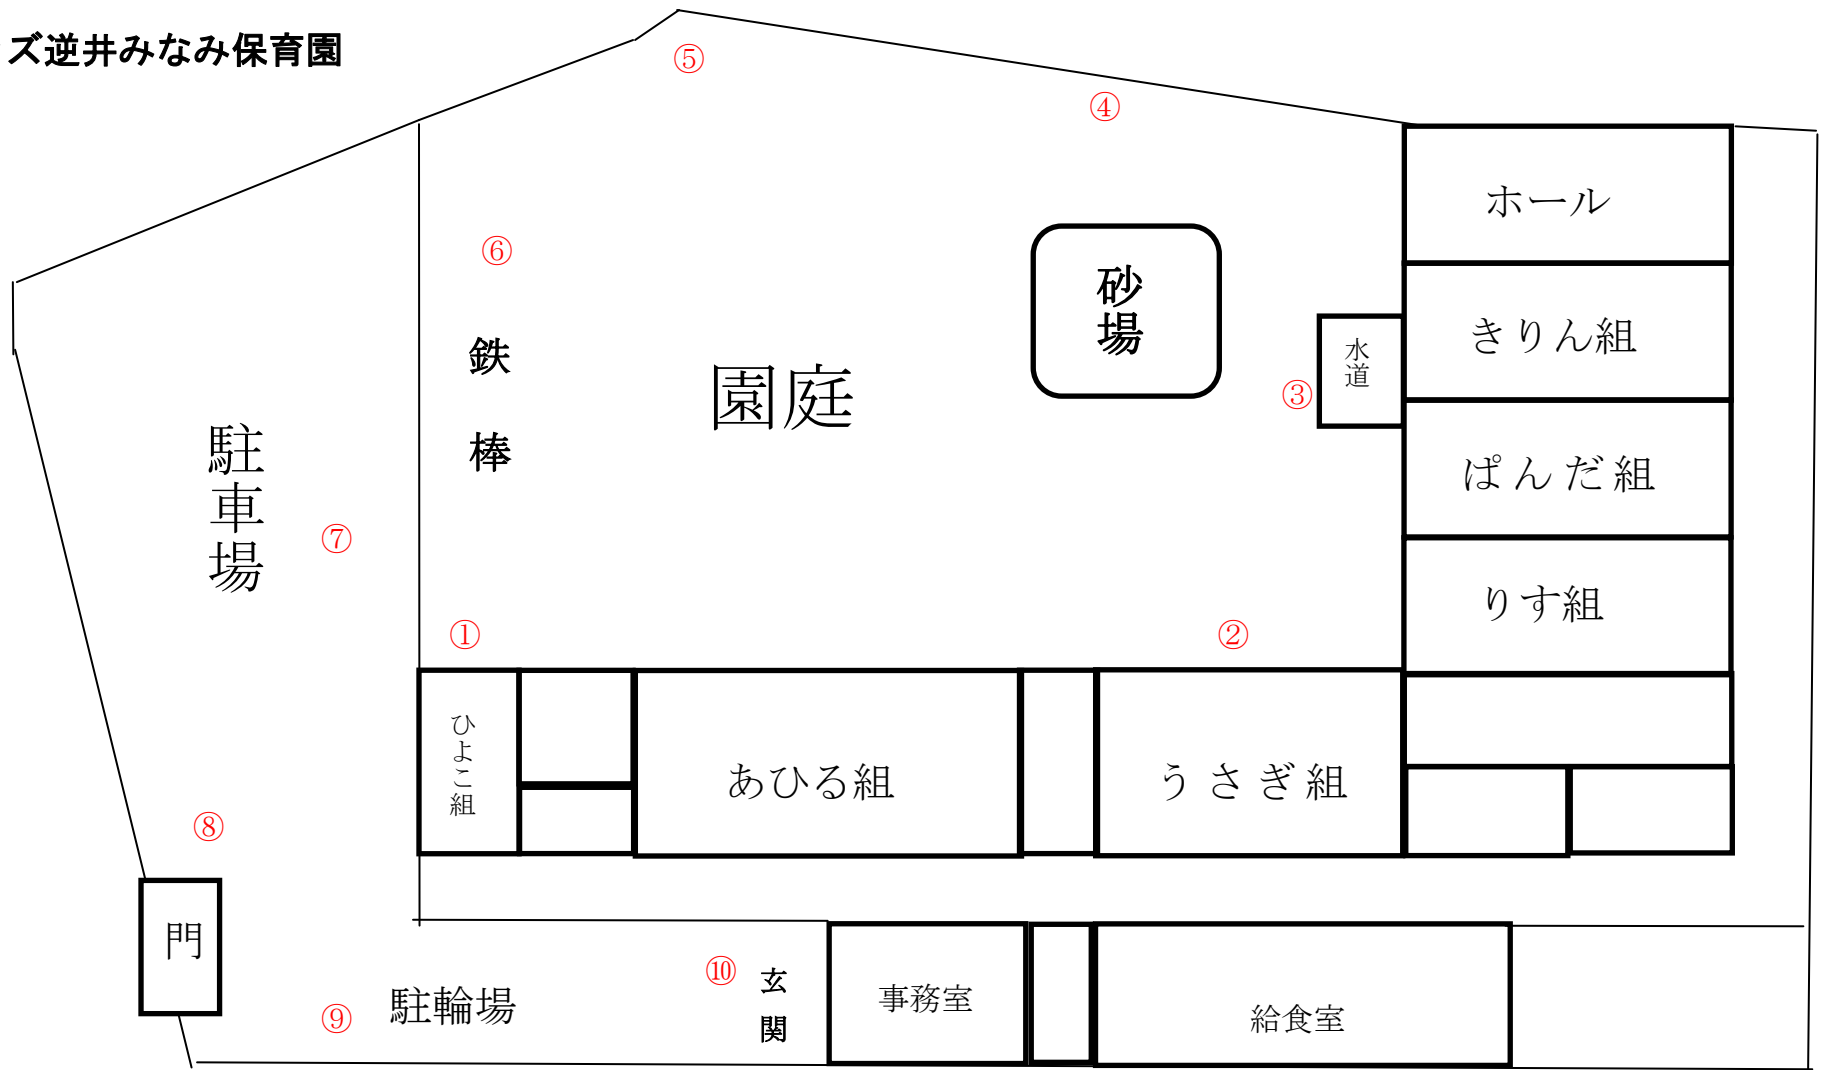 ズ逆井みなみ保育園
⑤
④
ホール
⑥
砂場
きりん組
鉄棒
園庭
水道
③
駐車場
ぱんだ組
⑦
りす組
①
②
ひよこ組
あひる組
うさぎ組
⑧
門
⑩
玄関
事務室
給食室
⑨
駐輪場